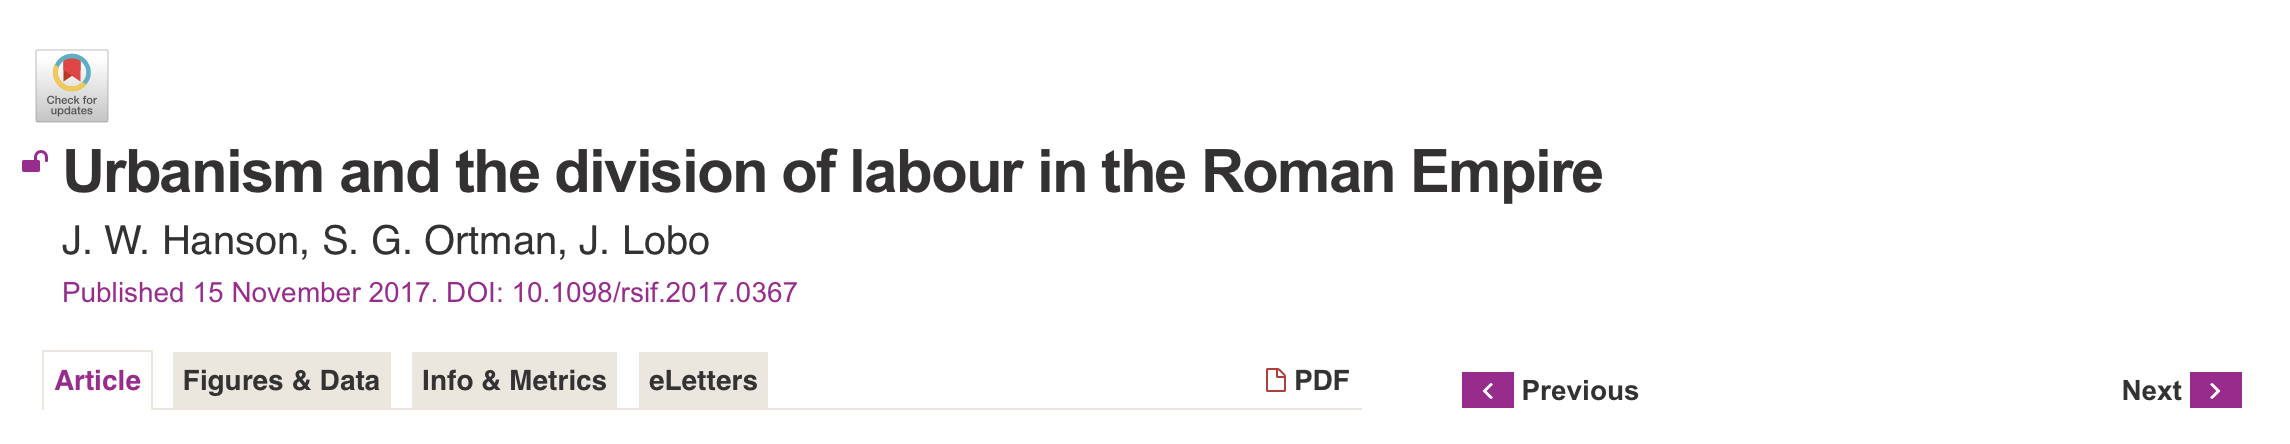 Check for
updates
Urbanism and the division of labour in the Roman Empire
J. W. Hanson, S. G. Ortman, J. Lobo
Published 15 November 2017. DOI: 10.1098/rsif.2017.0367
Article Figures & Data Info & Metrics eLetters PDF Previous Next